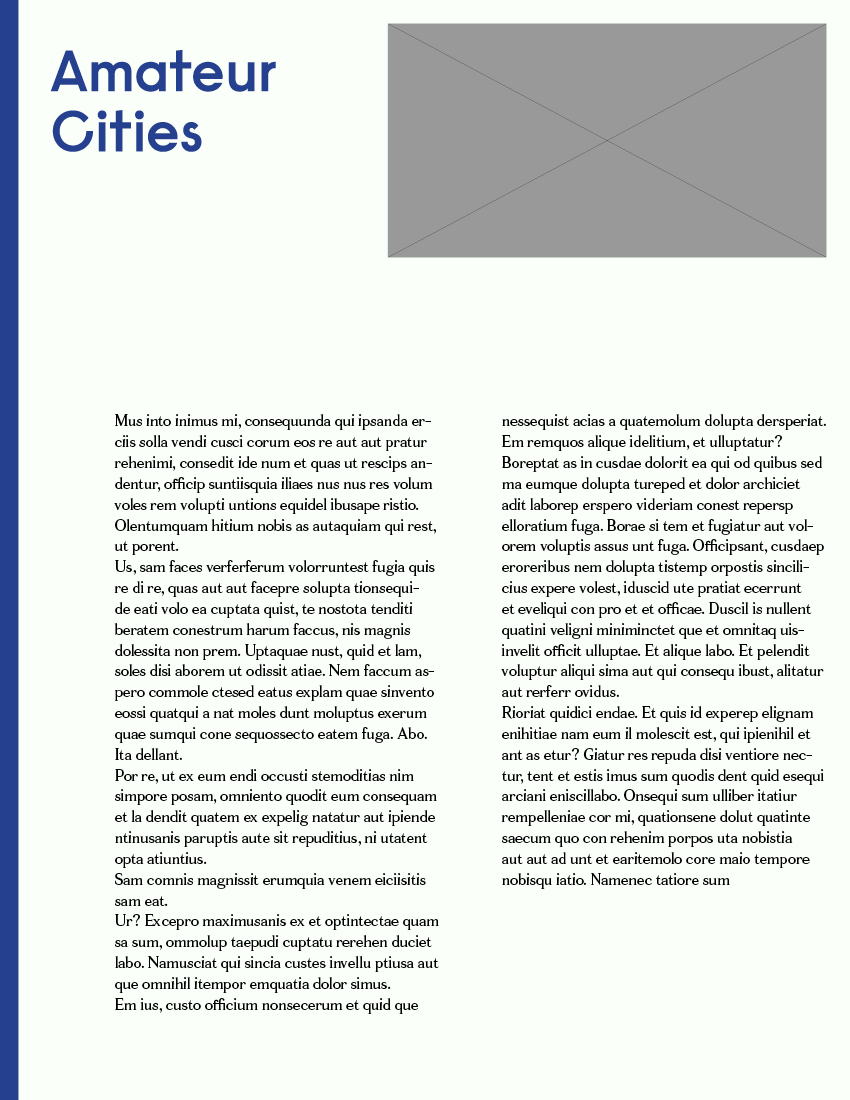 Amateur
Cities
Mus into inimus mi, consequunda qui ipsanda er-
ciis solla vendi cusci corum eos re aut aut pratur
rehenimi, consedit ide num et quas ut rescips an-
dentur, officip suntiisquia iliaes nus nus res volum
voles rem volupti untions equidel ibusape ristio.
Olentumquam hitium nobis as autaquiam qui rest,
ut porent.
Us, sam faces verferferum volorruntest fugia quis
re di re, quas aut aut facepre solupta tionsequi-
de eati volo ea cuptata quist, te nostota tenditi
beratem conestrum harum faccus, nis magnis
dolessita non prem. Uptaquae nust, quid et lam,
soles disi aborem ut odissit atiae. Nem faccum as-
pero commole ctesed eatus explam quae sinvento
eossi quatqui a nat moles dunt moluptus exerum
quae sumqui cone sequossecto eatem fuga. Abo.
Ita dellant.
Por re, ut ex eum endi occusti stemoditias nim
simpore posam, omniento quodit eum consequam
et la dendit quatem ex expelig natatur aut ipiende
ntinusanis paruptis aute sit repuditius, ni utatent
opta atiuntius.
Sam comnis magnissit erumquia venem eiciisitis
sam eat.
Ur? Excepro maximusanis ex et optintectae quam
sa sum, ommolup taepudi cuptatu rerehen duciet
labo. Namusciat qui sincia custes invellu ptiusa aut
que omnihil itempor emquatia dolor simus.
Em ius, custo officium nonsecerum et quid que
nessequist acias a quatemolum dolupta dersperiat.
Em remquos alique idelitium, et ulluptatur?
Boreptat as in cusdae dolorit ea qui od quibus sed
ma eumque dolupta tureped et dolor archiciet
adit laborep erspero videriam conest repersp
elloratium fuga. Borae si tem et fugiatur aut vol-
orem voluptis assus unt fuga. Officipsant, cusdaep
eroreribus nem dolupta tistemp orpostis sincili-
cius expere volest, iduscid ute pratiat ecerrunt
et eveliqui con pro et et officae. Duscil is nullent
quatini veligni miniminctet que et omnitaq uis-
invelit officit ulluptae. Et alique labo. Et pelendit
voluptur aliqui sima aut qui consequ ibust, alitatur
aut rerferr ovidus.
Rioriat quidici endae. Et quis id experep elignam
enihitiae nam eum il molescit est, qui ipienihil et
ant as etur? Giatur res repuda disi ventiore nec-
tur, tent et estis imus sum quodis dent quid esequi
arciani eniscillabo. Onsequi sum ulliber itatiur
rempelleniae cor mi, quationsene dolut quatinte
saecum quo con rehenim porpos uta nobistia
aut aut ad unt et earitemolo core maio tempore
nobisqu iatio. Namenec tatiore sum